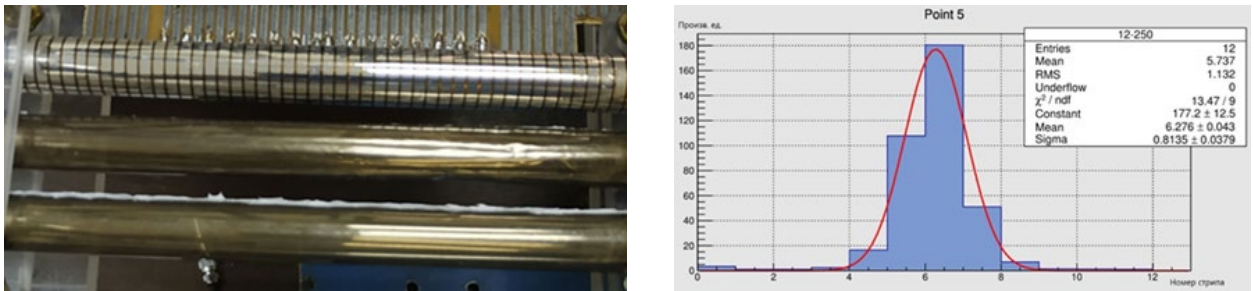 Point 5
Произв. ед.
12-250
Entries 12
Mean 5.737
RMS 1.132
Underflow 0
χ² / ndf 13.47 / 9
Constant 177.2 ± 12.5
Mean 6.276 ± 0.043
Sigma 0.8135 ± 0.0379
180
160
140
120
100
80
60
40
20
0
0 2 4 6 8 10 12
Номер стрипа